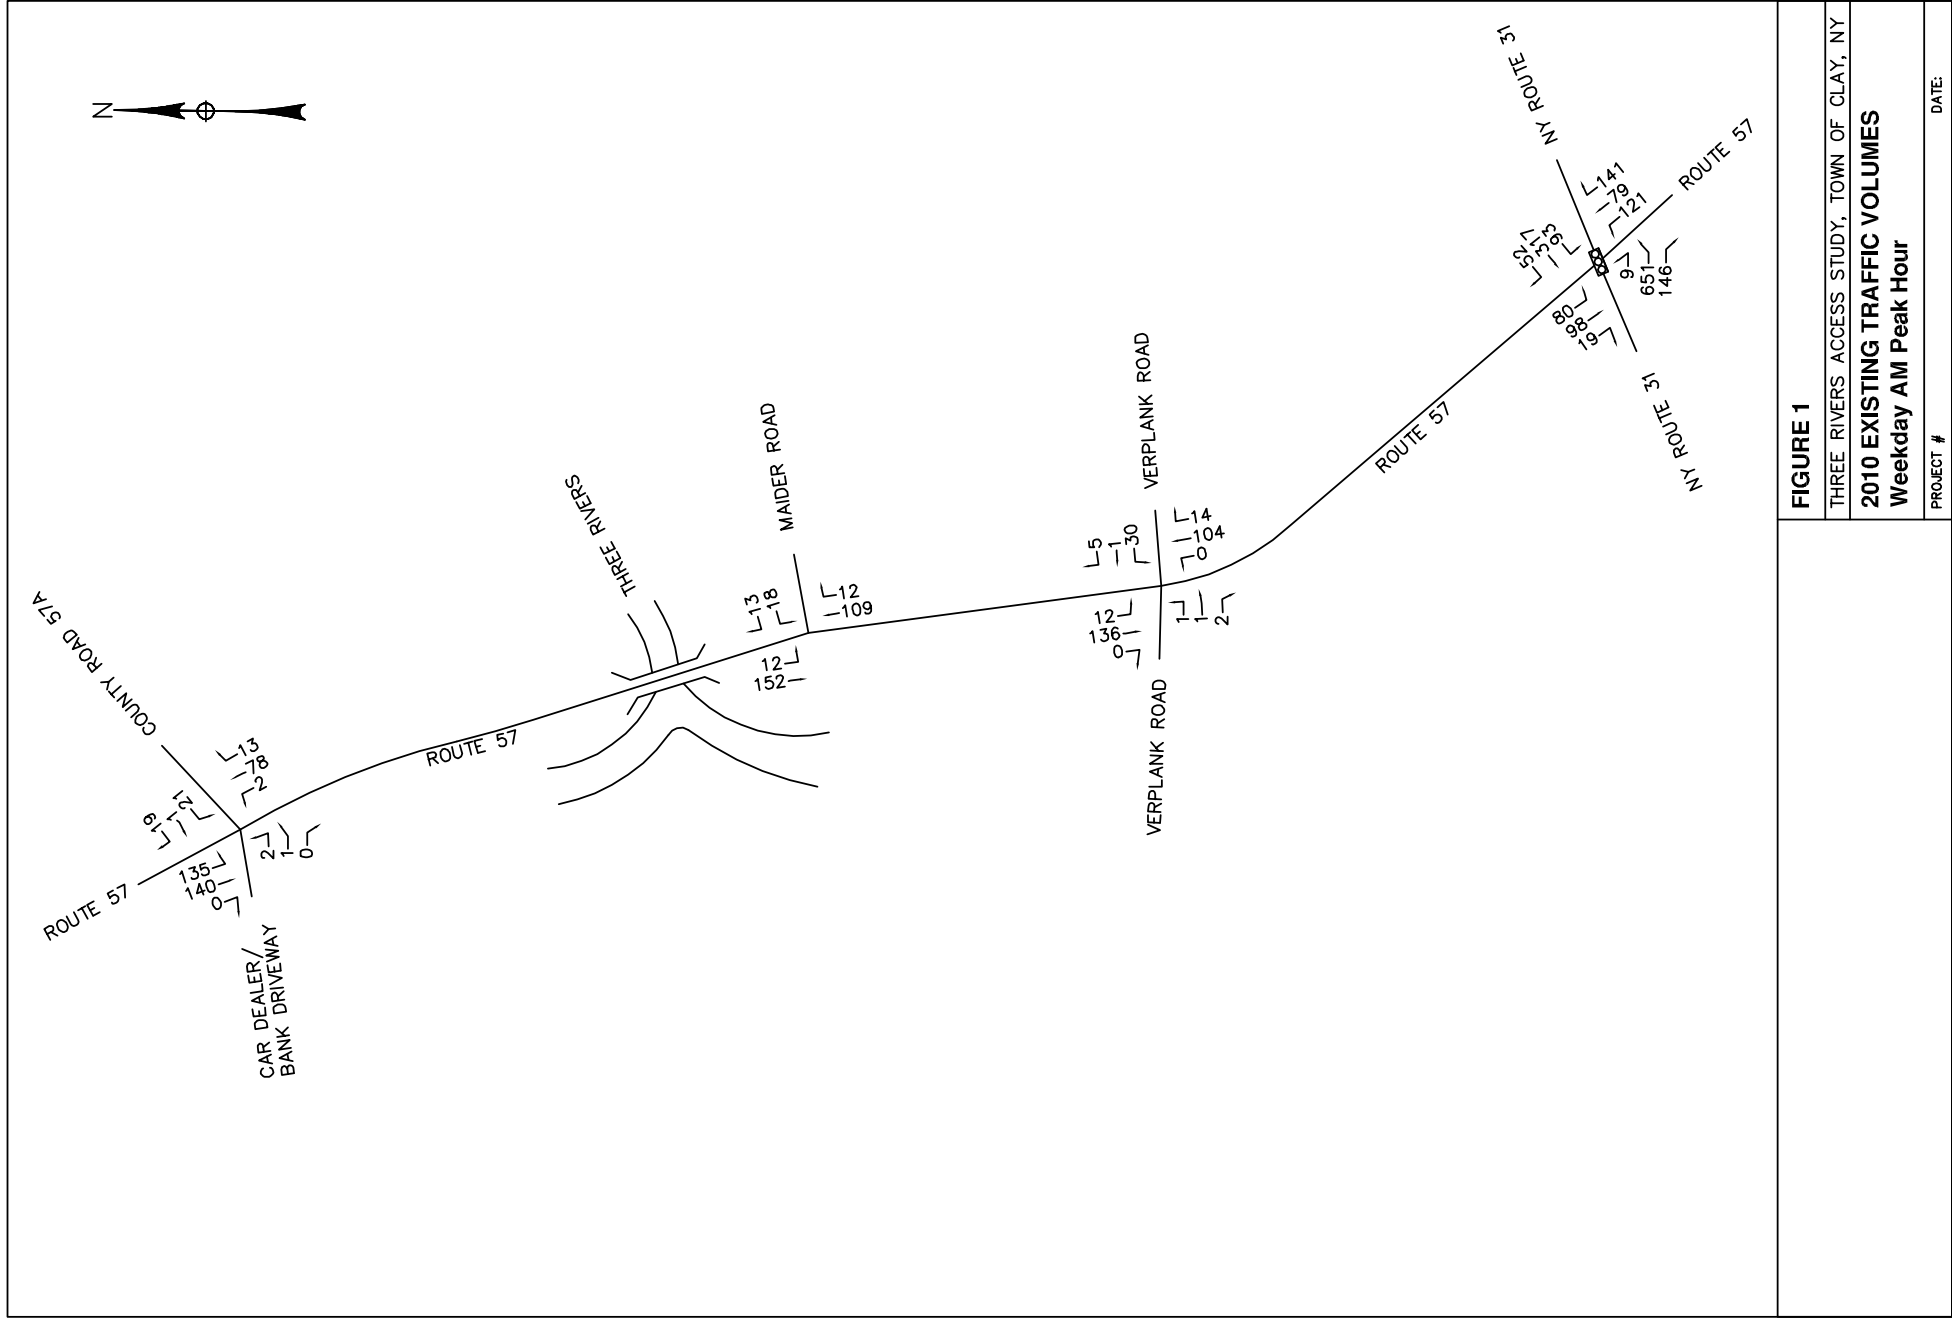 N
COUNTY ROAD 57A
ROUTE 57
19
1
21
13
78
2
135
140
0
2
1
0
CAR DEALER/
BANK DRIVEWAY
ROUTE 57
THREE RIVERS
MAIDER ROAD
13
18
12
109
12
152
VERPLANK ROAD
5
1
30
14
104
0
12
136
0
1
1
2
VERPLANK ROAD
ROUTE 57
NY ROUTE 31
52
317
93
141
79
121
80
98
19
9
651
146
ROUTE 57
NY ROUTE 31
FIGURE 1
THREE RIVERS ACCESS STUDY, TOWN OF CLAY, NY
2010 EXISTING TRAFFIC VOLUMES
Weekday AM Peak Hour
PROJECT #
DATE: